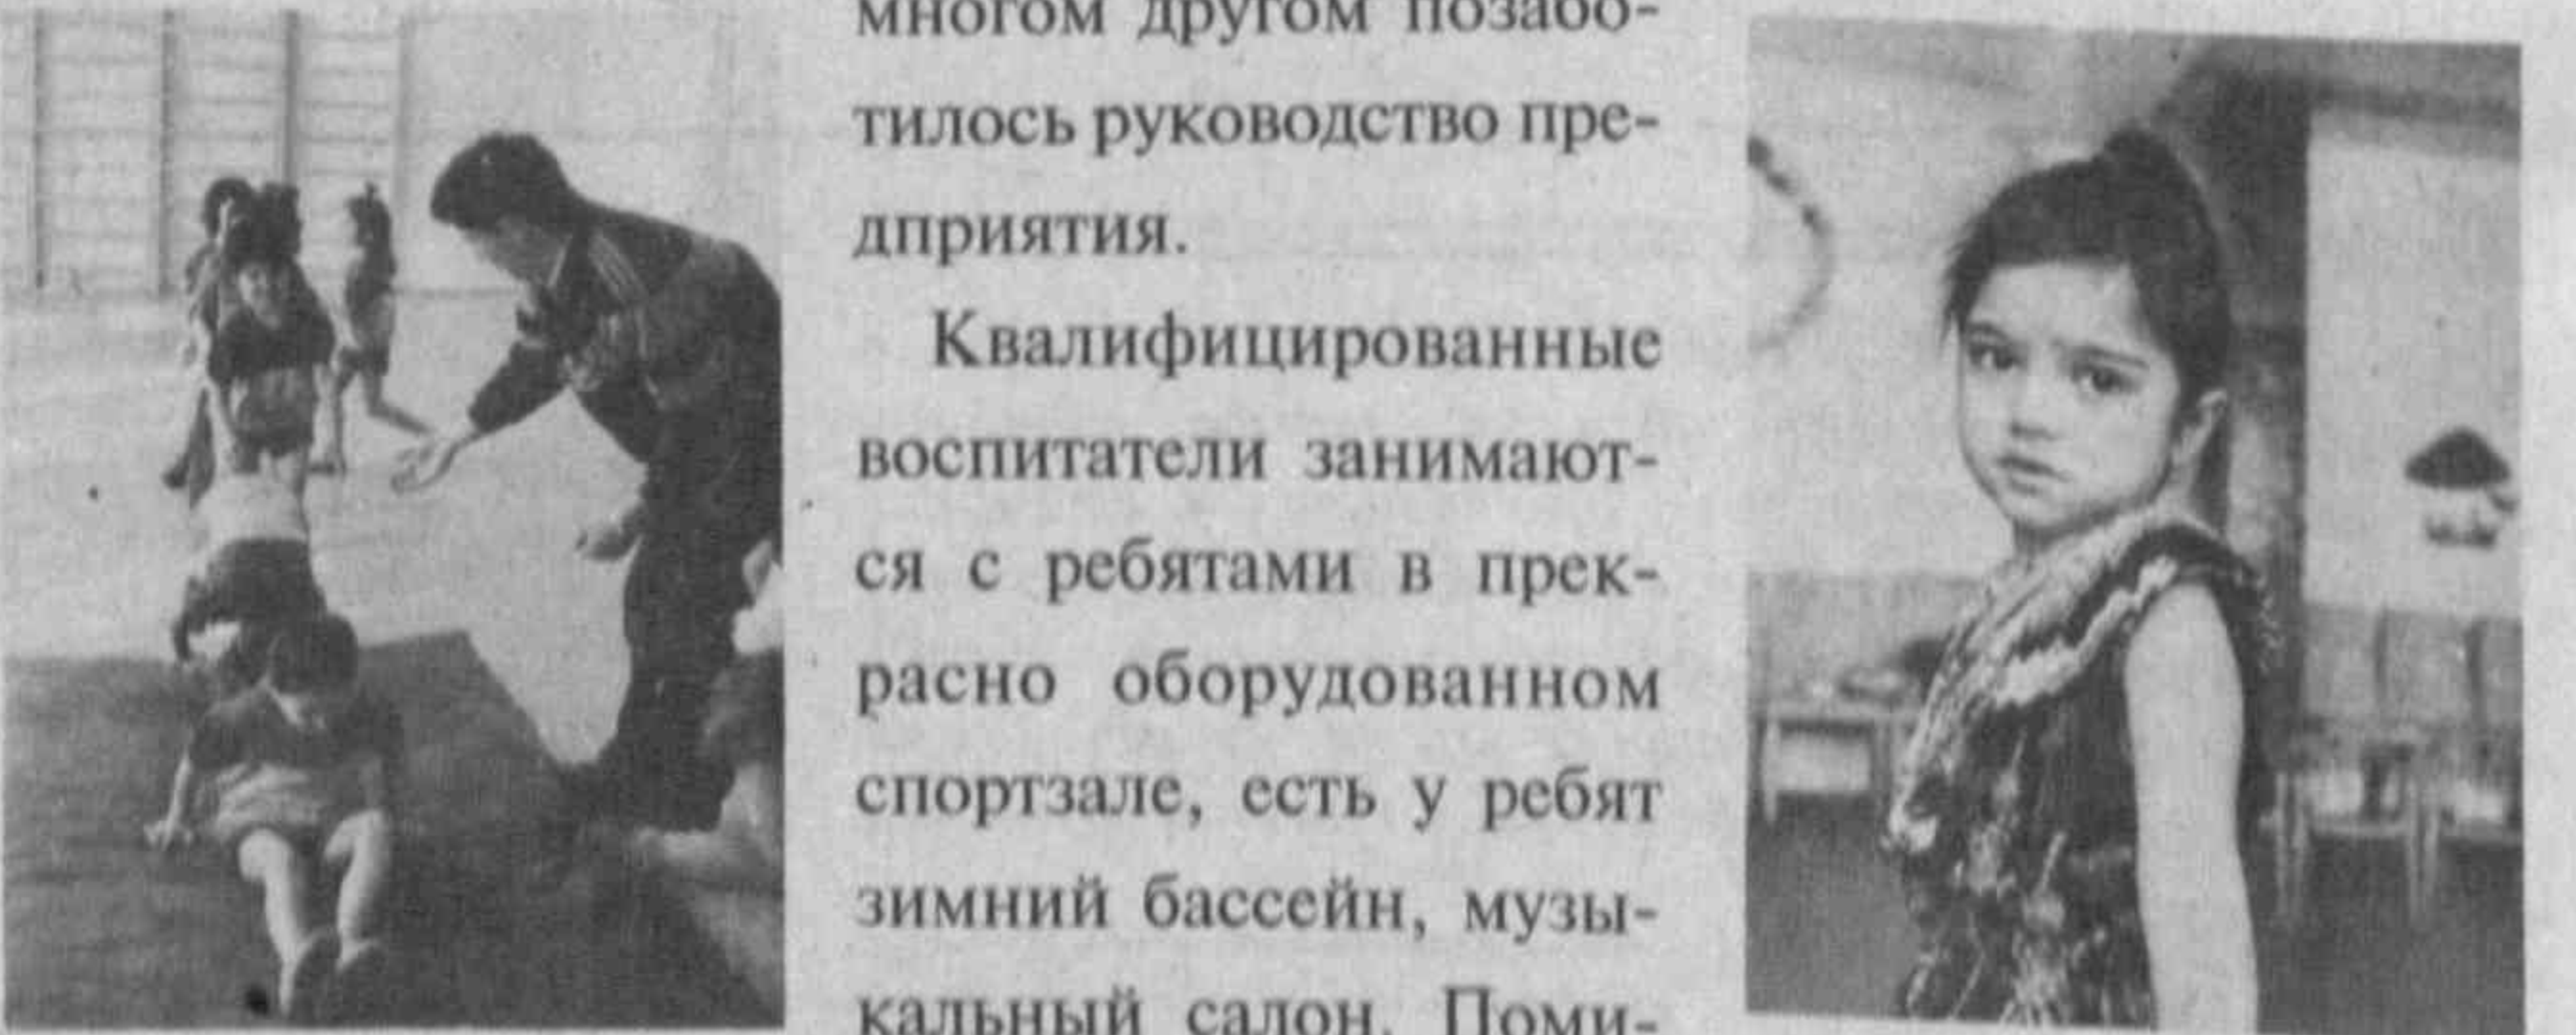 многом другом позабо-
тилось руководство пре-
дприятия.
Квалифицированные
воспитатели занимают-
ся с ребятами в прек-
расно оборудованном
спортзале, есть у ребят
зимний бассейн, музы-
кальный салон. Поми-